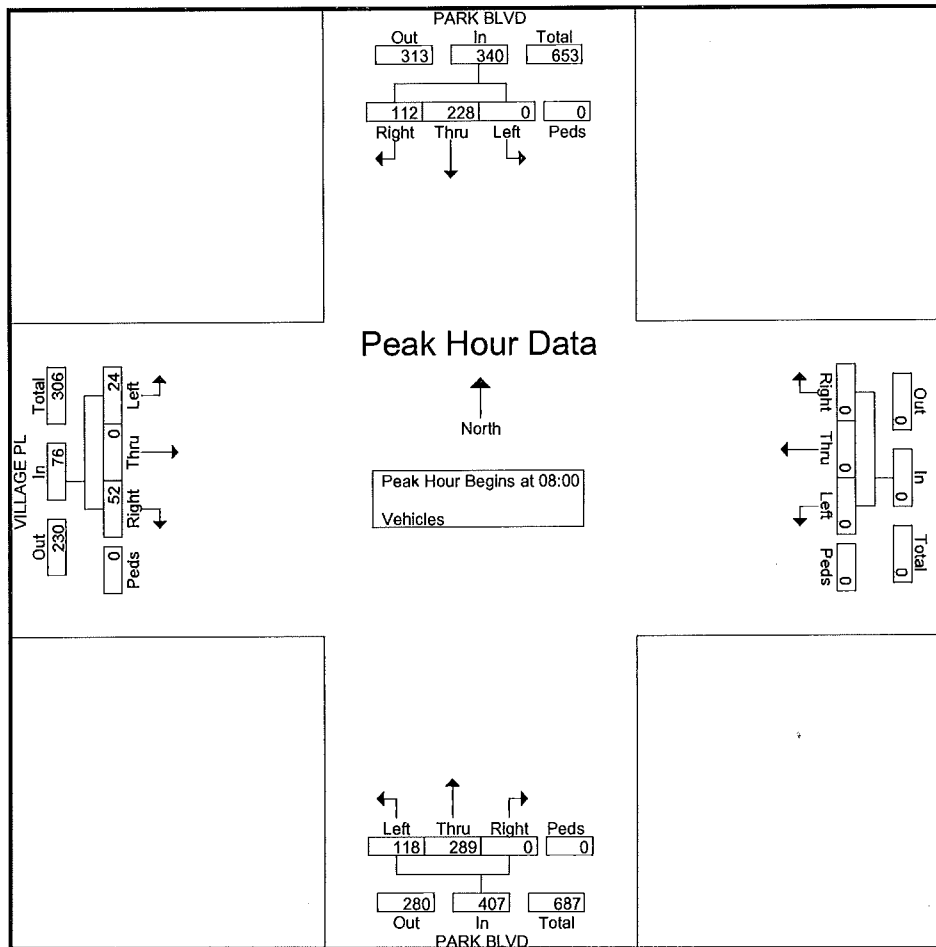 PARK BLVD
Out In Total
313 340 653
112 228 0 0
Right Thru Left Peds
Peak Hour Data
North
Peak Hour Begins at 08:00
Vehicles
VILLAGE PL
Total In Out
306 76 230
24 0 52 0
Left Thru Right Peds
Out In Total
0 0 0
Right Thru Left Peds
0 0 0 0
Left Thru Right Peds
118 289 0 0
280 407 687
Out In Total
PARK BLVD